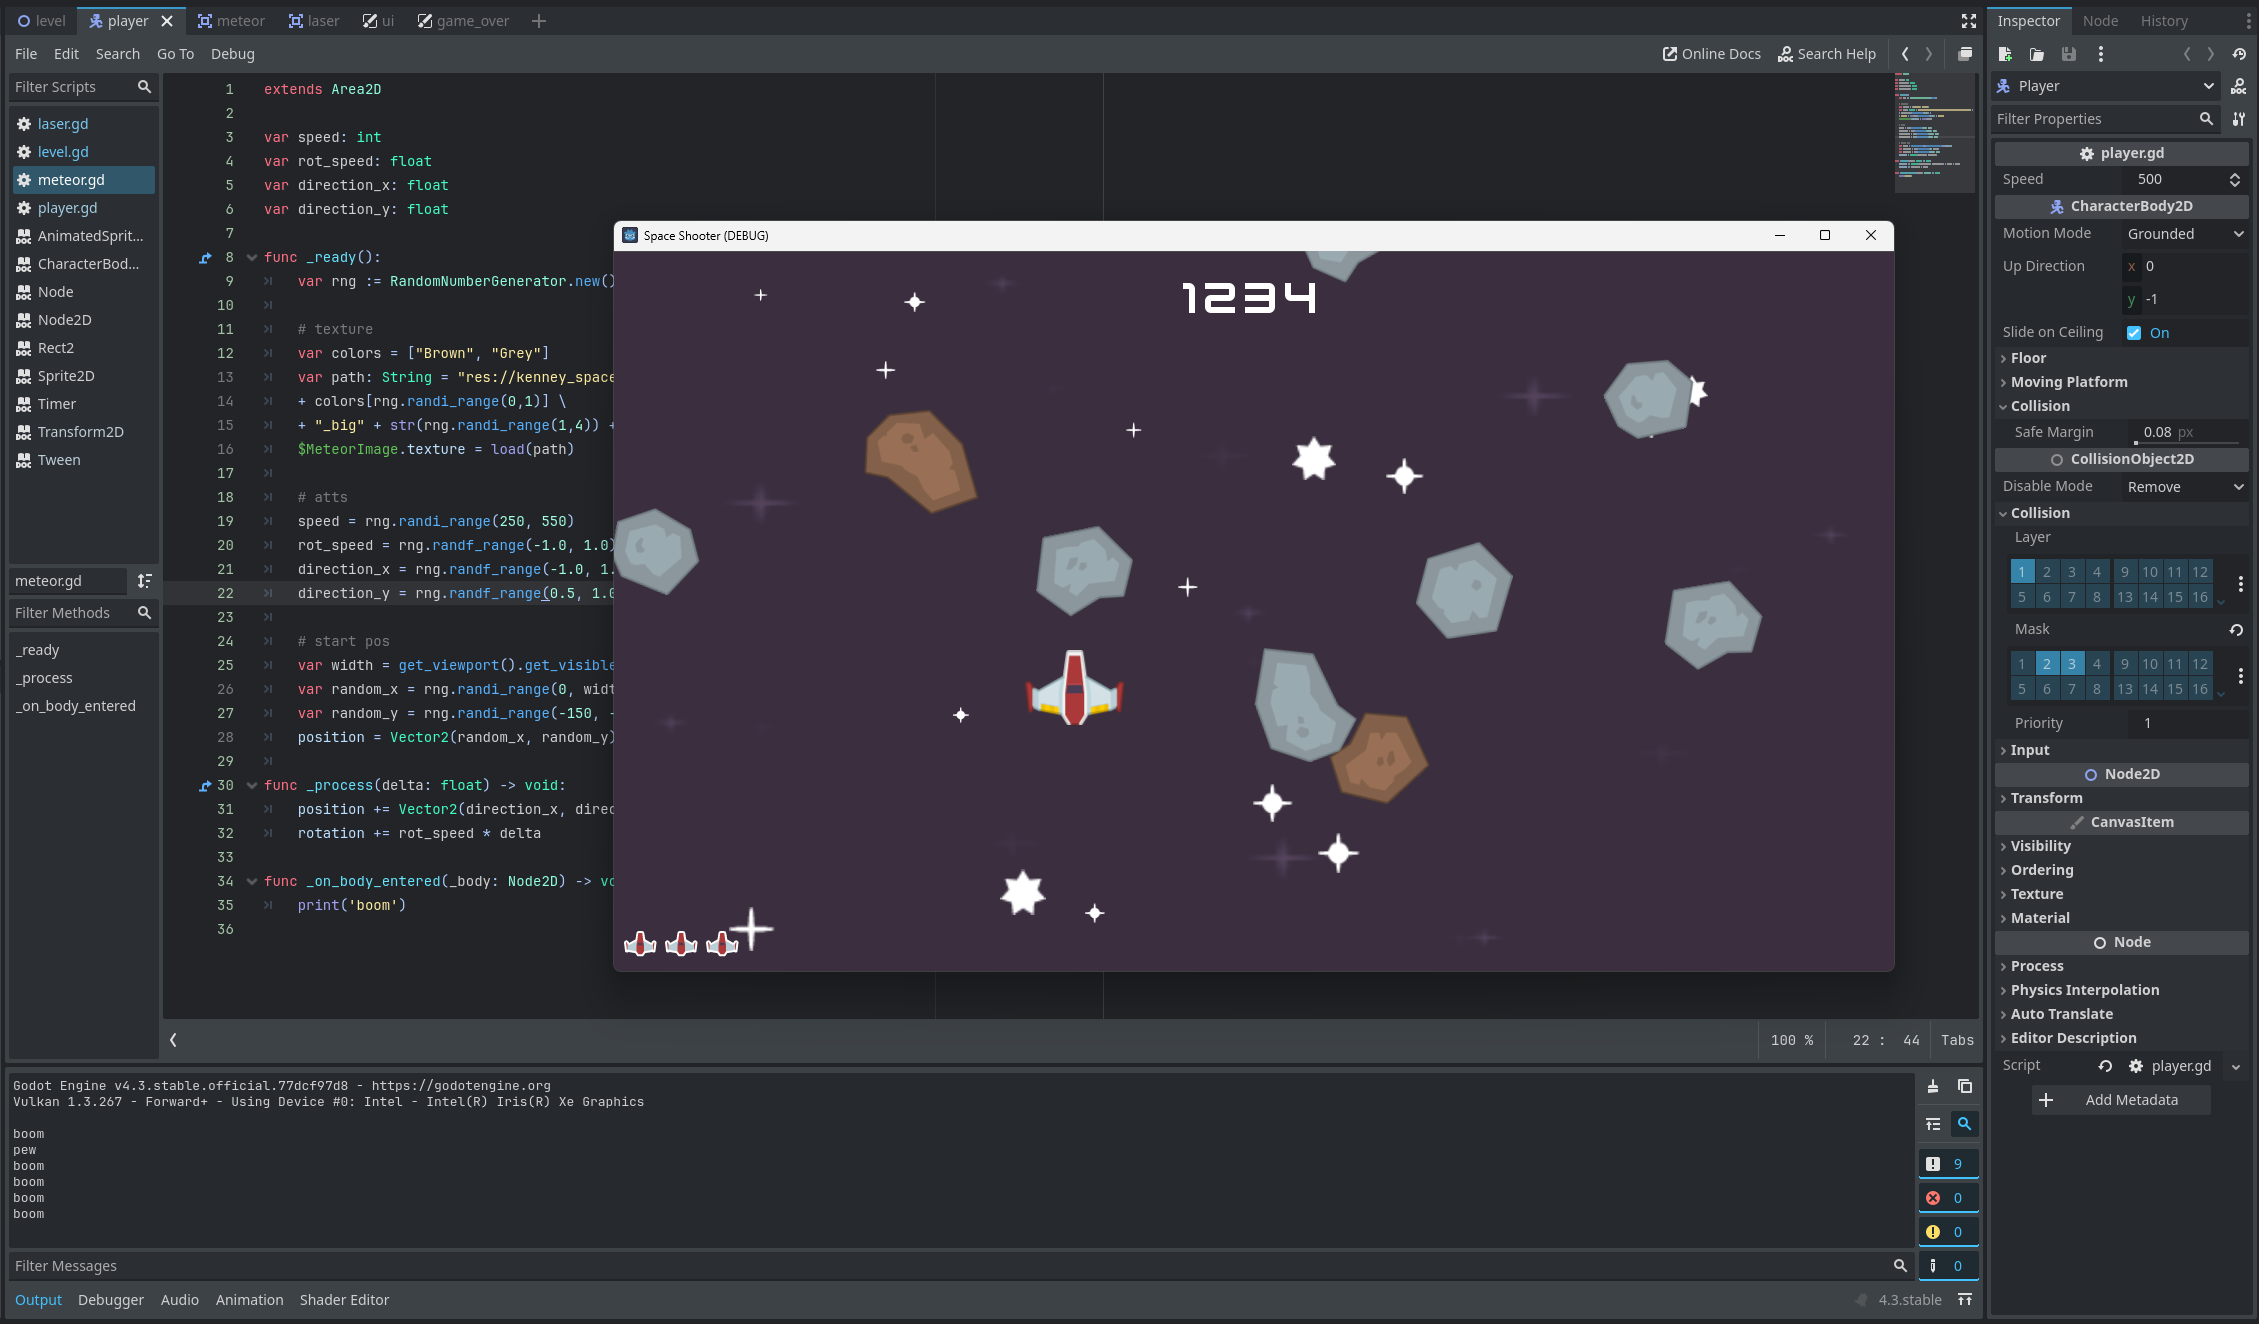 level
player
meteor
laser
ui
game_over
File Edit Search Go To Debug
Online Docs
Search Help
Filter Scripts
laser.gd
level.gd
meteor.gd
player.gd
AnimatedSprit...
CharacterBod...
Node
Node2D
Rect2
Sprite2D
Timer
Transform2D
Tween
meteor.gd
Filter Methods
_ready
_process
_on_body_entered
1 extends Area2D
2
3 var speed: int
4 var rot_speed: float
5 var direction_x: float
6 var direction_y: float
7
8 func _ready():
9 var rng := RandomNumberGenerator.new()
10
11 # texture
12 var colors = ["Brown", "Grey"]
13 var path: String = "res://kenney_space
14 + colors[rng.randi_range(0,1)] \
15 + "_big" + str(rng.randi_range(1,4)) +
16 $MeteorImage.texture = load(path)
17
18 # atts
19 speed = rng.randi_range(250, 550)
20 rot_speed = rng.randf_range(-1.0, 1.0)
21 direction_x = rng.randf_range(-1.0, 1.
22 direction_y = rng.randf_range(0.5, 1.0
23
24 # start pos
25 var width = get_viewport().get_visible
26 var random_x = rng.randi_range(0, widt
27 var random_y = rng.randi_range(-150, -
28 position = Vector2(random_x, random_y)
29
30 func _process(delta: float) -> void:
31 position += Vector2(direction_x, direc
32 rotation += rot_speed * delta
33
34 func _on_body_entered(_body: Node2D) -> vo
35 print('boom')
36
Space Shooter (DEBUG)
1234
100 % 22 : 44 Tabs
Godot Engine v4.3.stable.official.77dcf97d8 - https://godotengine.org
Vulkan 1.3.267 - Forward+ - Using Device #0: Intel - Intel(R) Iris(R) Xe Graphics
boom
pew
boom
boom
boom
boom
9
0
0
0
Filter Messages
Output Debugger Audio Animation Shader Editor
4.3.stable
Inspector Node History
Player
DOC
Filter Properties
player.gd
Speed 500
CharacterBody2D
Motion Mode Grounded
Up Direction x 0
y -1
Slide on Ceiling On
Floor
Moving Platform
Collision
Safe Margin 0.08 px
CollisionObject2D
Disable Mode Remove
Collision
Layer
1 2 3 4 9 10 11 12
5 6 7 8 13 14 15 16
Mask
1 2 3 4 9 10 11 12
5 6 7 8 13 14 15 16
Priority 1
Input
Node2D
Transform
CanvasItem
Visibility
Ordering
Texture
Material
Node
Process
Physics Interpolation
Auto Translate
Editor Description
Script player.gd
Add Metadata